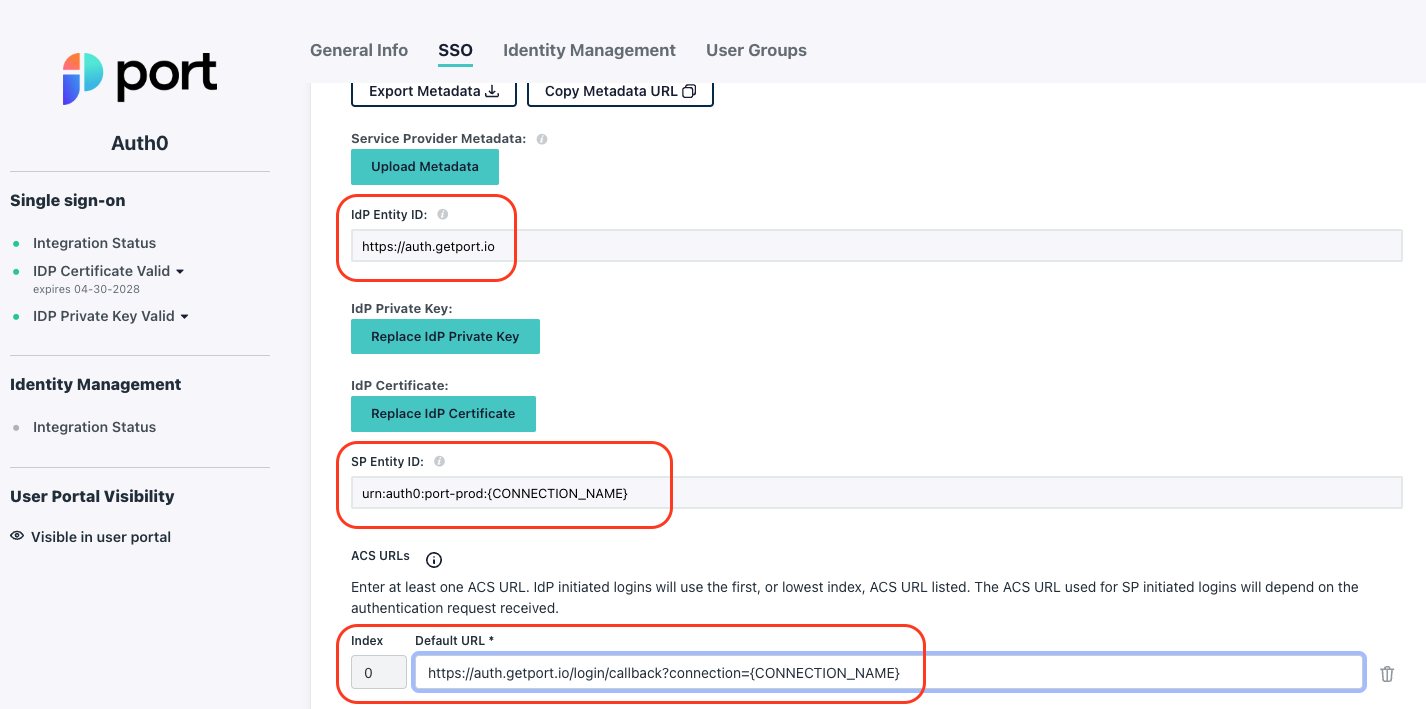 port
Auth0
Single sign-on
Integration Status
IDP Certificate Valid
expires 04-30-2028
IDP Private Key Valid
Identity Management
Integration Status
User Portal Visibility
Visible in user portal
General Info SSO Identity Management User Groups
Export Metadata Copy Metadata URL
Service Provider Metadata:
Upload Metadata
IdP Entity ID:
https://auth.getport.io
IdP Private Key:
Replace IdP Private Key
IdP Certificate:
Replace IdP Certificate
SP Entity ID:
urn:auth0:port-prod:{CONNECTION_NAME}
ACS URLs
Enter at least one ACS URL. IdP initiated logins will use the first, or lowest index, ACS URL listed. The ACS URL used for SP initiated logins will depend on the
authentication request received.
Index Default URL *
0 https://auth.getport.io/login/callback?connection={CONNECTION_NAME}